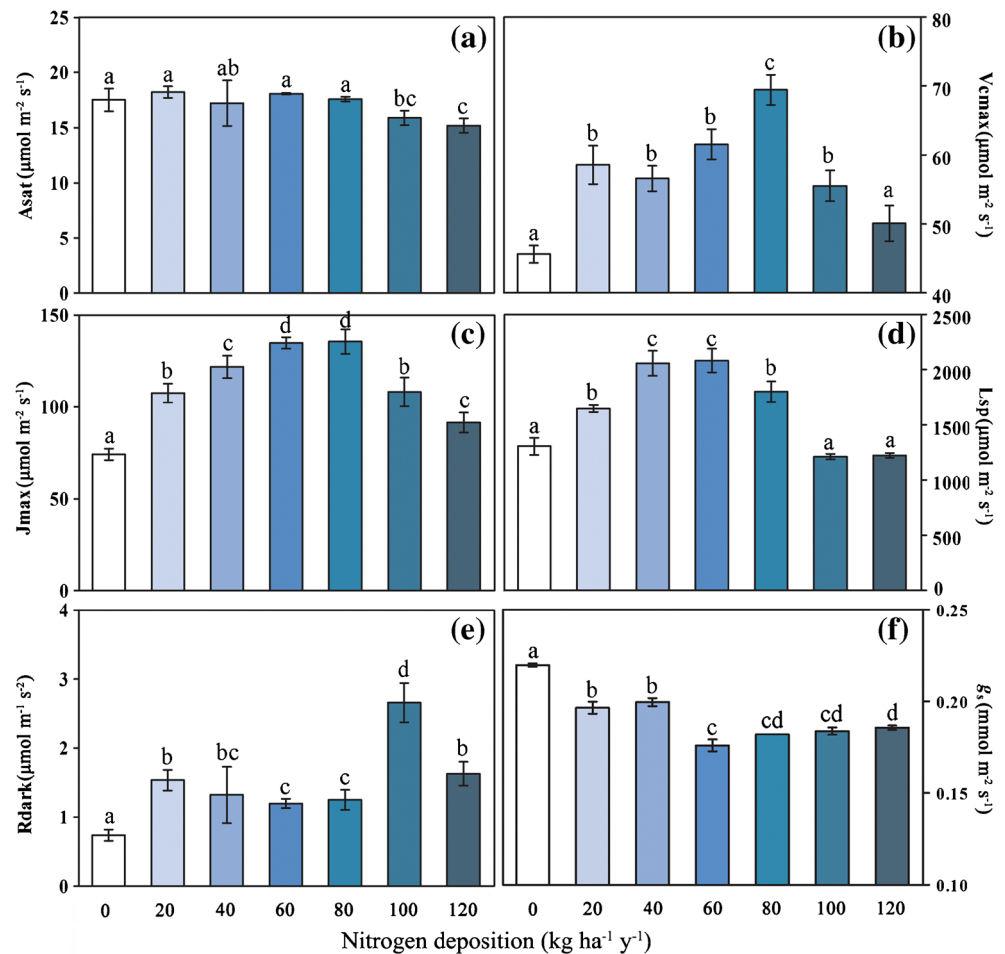 (a)
Asat (μmol m⁻² s⁻¹)
25
20
15
10
5
0
a a ab a a bc c
(b)
Vcmax (μmol m⁻² s⁻¹)
80
70
60
50
40
a b b b c b a
(c)
Jmax (μmol m⁻² s⁻¹)
150
100
50
0
a b c d d b c
(d)
Lsp(μmol m⁻² s⁻¹)
2500
2000
1500
1000
500
0
a b c c b a a
(e)
Rdark(μmol m⁻¹ s⁻²)
4
3
2
1
0
a b bc c c d b
(f)
gs (mmol m⁻² s⁻¹)
0.25
0.20
0.15
0.10
a b b c cd cd d
0 20 40 60 80 100 120
0 20 40 60 80 100 120
Nitrogen deposition (kg ha⁻¹ y⁻¹)